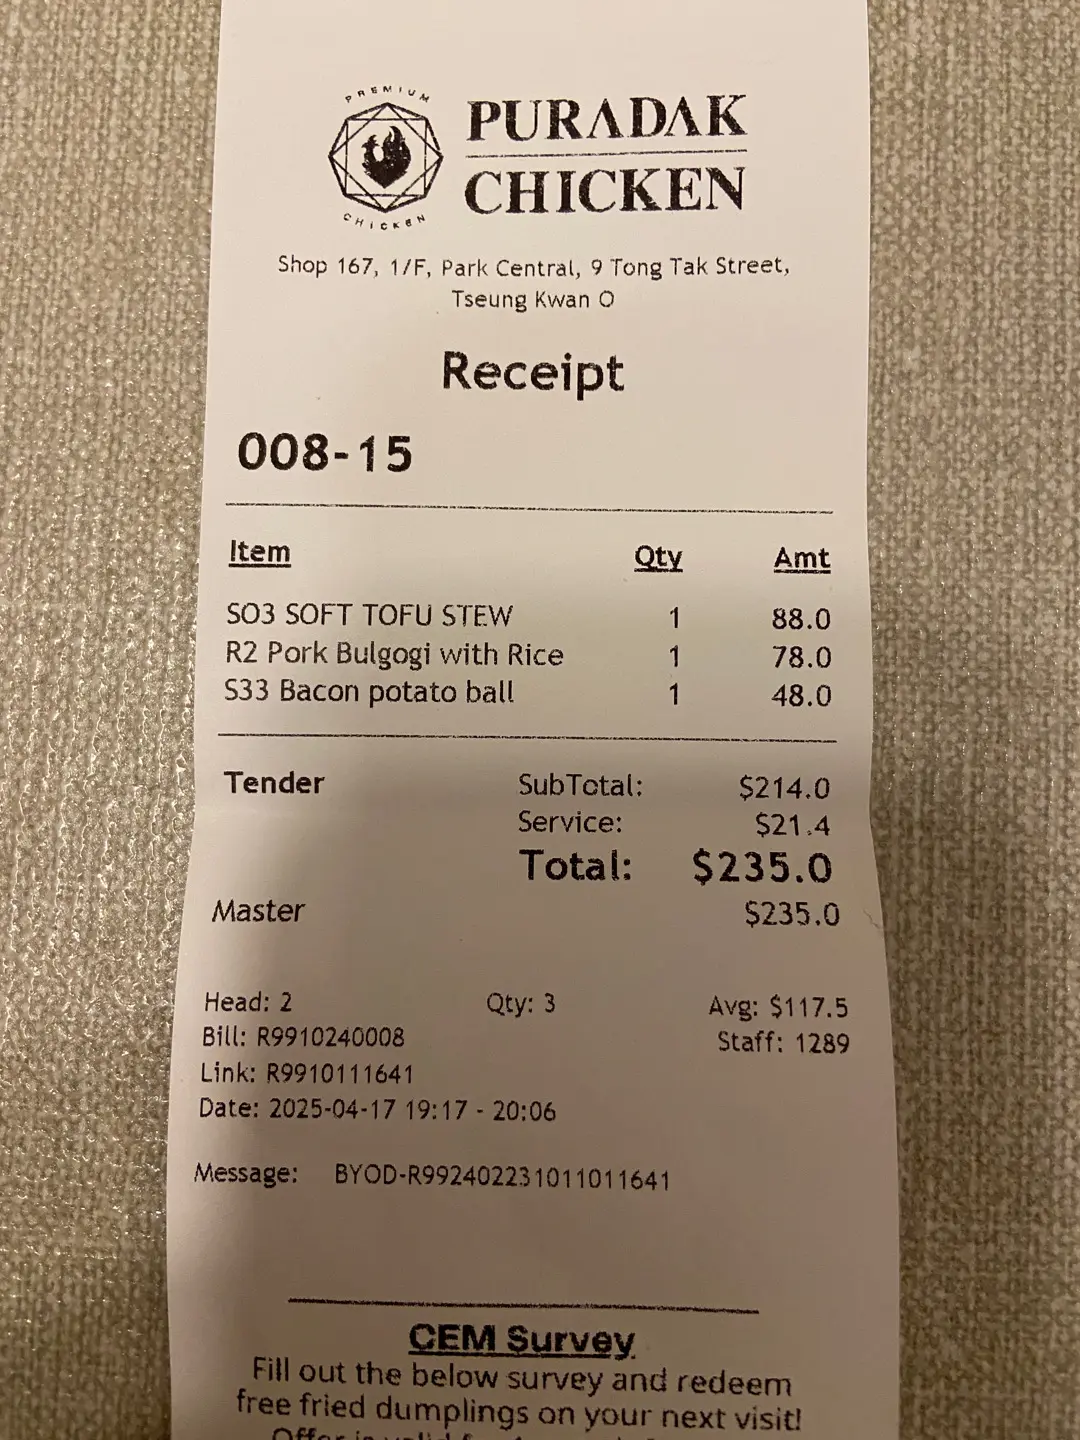 PREMIUM
CHICKEN
PURADAK
CHICKEN
Shop 167, 1/F, Park Central, 9 Tong Tak Street,
Tseung Kwan O
Receipt
008-15
Item Qty Amt
SO3 SOFT TOFU STEW 1 88.0
R2 Pork Bulgogi with Rice 1 78.0
S33 Bacon potato ball 1 48.0
Tender SubTotal: $214.0
Service: $21.4
Total: $235.0
Master $235.0
Head: 2 Qty: 3 Avg: $117.5
Bill: R9910240008 Staff: 1289
Link: R9910111641
Date: 2025-04-17 19:17 - 20:06
Message: BYOD-R9924022310110​11641
CEM Survey
Fill out the below survey and redeem
free fried dumplings on your next visit!
Offer is valid